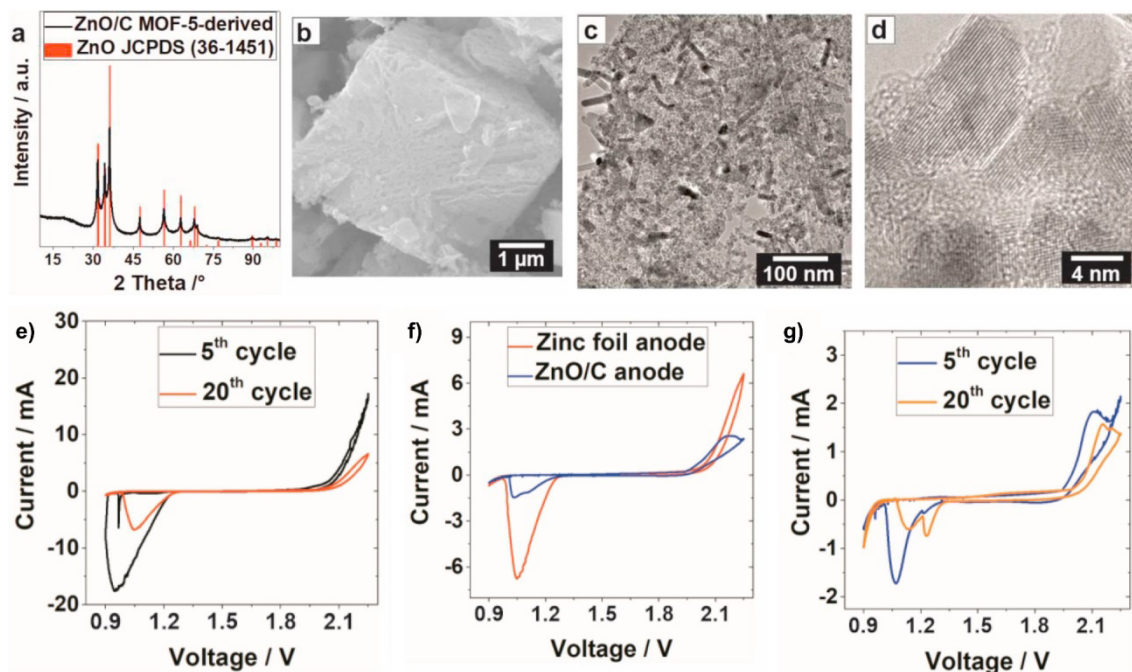 a
ZnO/C MOF-5-derived
ZnO JCPDS (36-1451)
Intensity / a.u.
15 30 45 60 75 90
2 Theta /°
b
1 µm
c
100 nm
d
4 nm
e)
5th cycle
20th cycle
Current / mA
30
20
10
0
-10
-20
0.9 1.2 1.5 1.8 2.1
Voltage / V
f)
Zinc foil anode
ZnO/C anode
Current / mA
9
6
3
0
-3
-6
0.9 1.2 1.5 1.8 2.1
Voltage / V
g)
5th cycle
20th cycle
Current / mA
3
2
1
0
-1
-2
0.9 1.2 1.5 1.8 2.1
Voltage / V